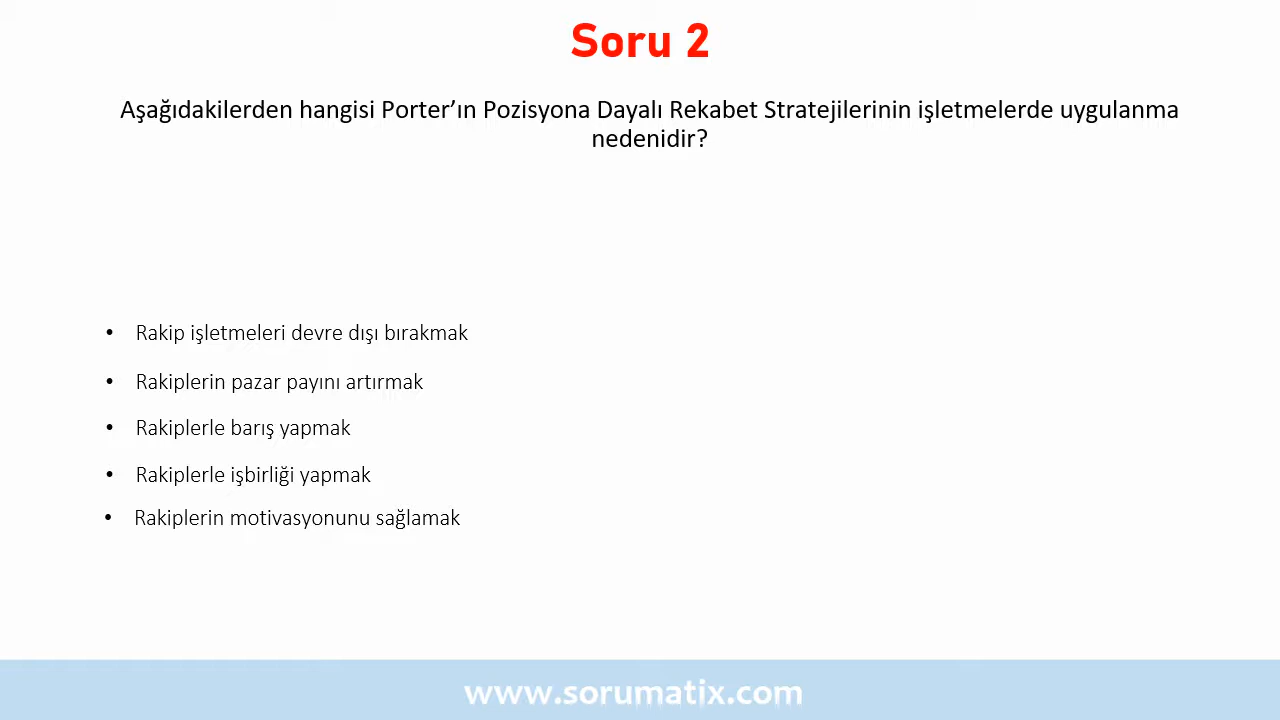 Soru 2
Aşağıdakilerden hangisi Porter’ın Pozisyona Dayalı Rekabet Stratejilerinin işletmelerde uygulanma
nedenidir?
• Rakip işletmeleri devre dışı bırakmak
• Rakiplerin pazar payını artırmak
• Rakiplerle barış yapmak
• Rakiplerle işbirliği yapmak
• Rakiplerin motivasyonunu sağlamak
www.sorumatix.com